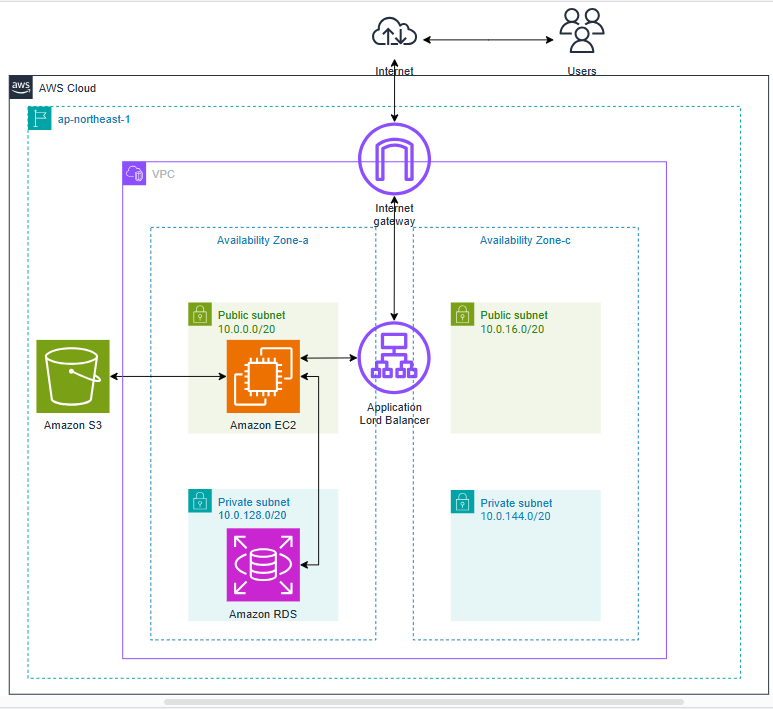 Internet
Users
aws
AWS Cloud
ap-northeast-1
VPC
Internet
gateway
Availability Zone-a
Availability Zone-c
Public subnet
10.0.0.0/20
Public subnet
10.0.16.0/20
Amazon S3
Amazon EC2
Application
Lord Balancer
Private subnet
10.0.128.0/20
Private subnet
10.0.144.0/20
Amazon RDS